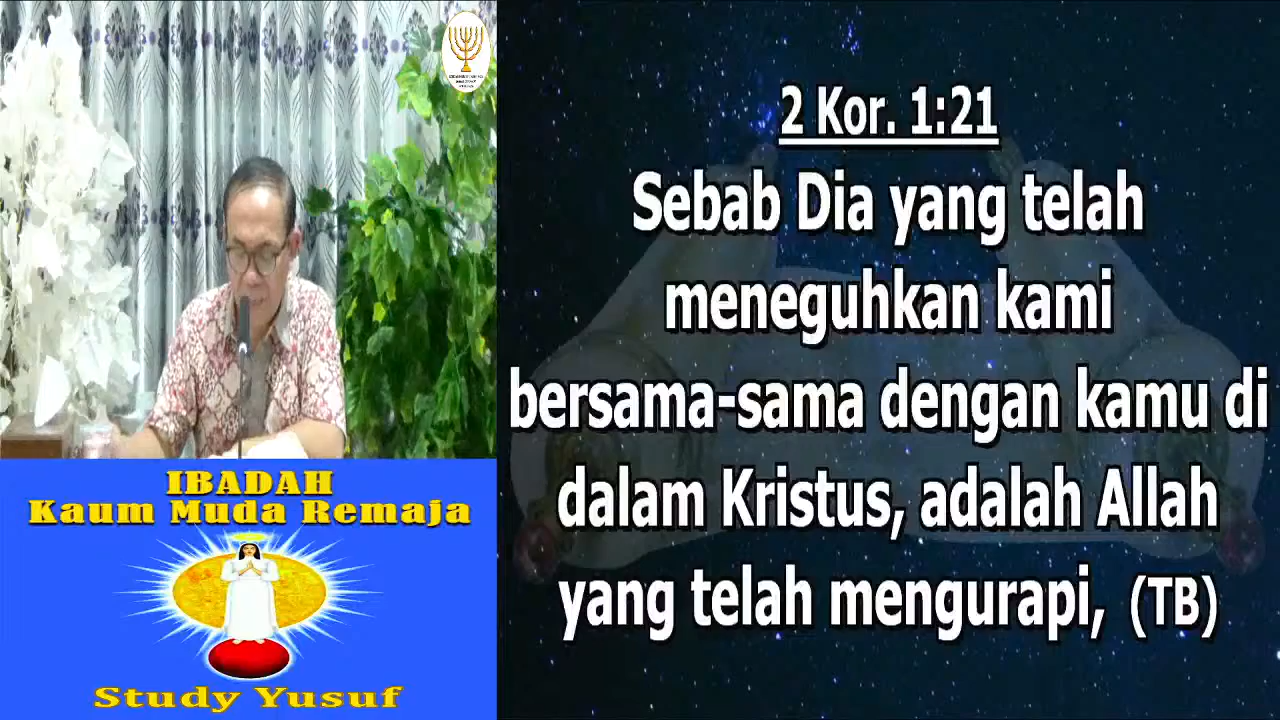 2 Kor. 1:21
Sebab Dia yang telah
meneguhkan kami
bersama-sama dengan kamu di
dalam Kristus, adalah Allah
yang telah mengurapi, (TB)
IBADAH
Kaum Muda Remaja
Study Yusuf